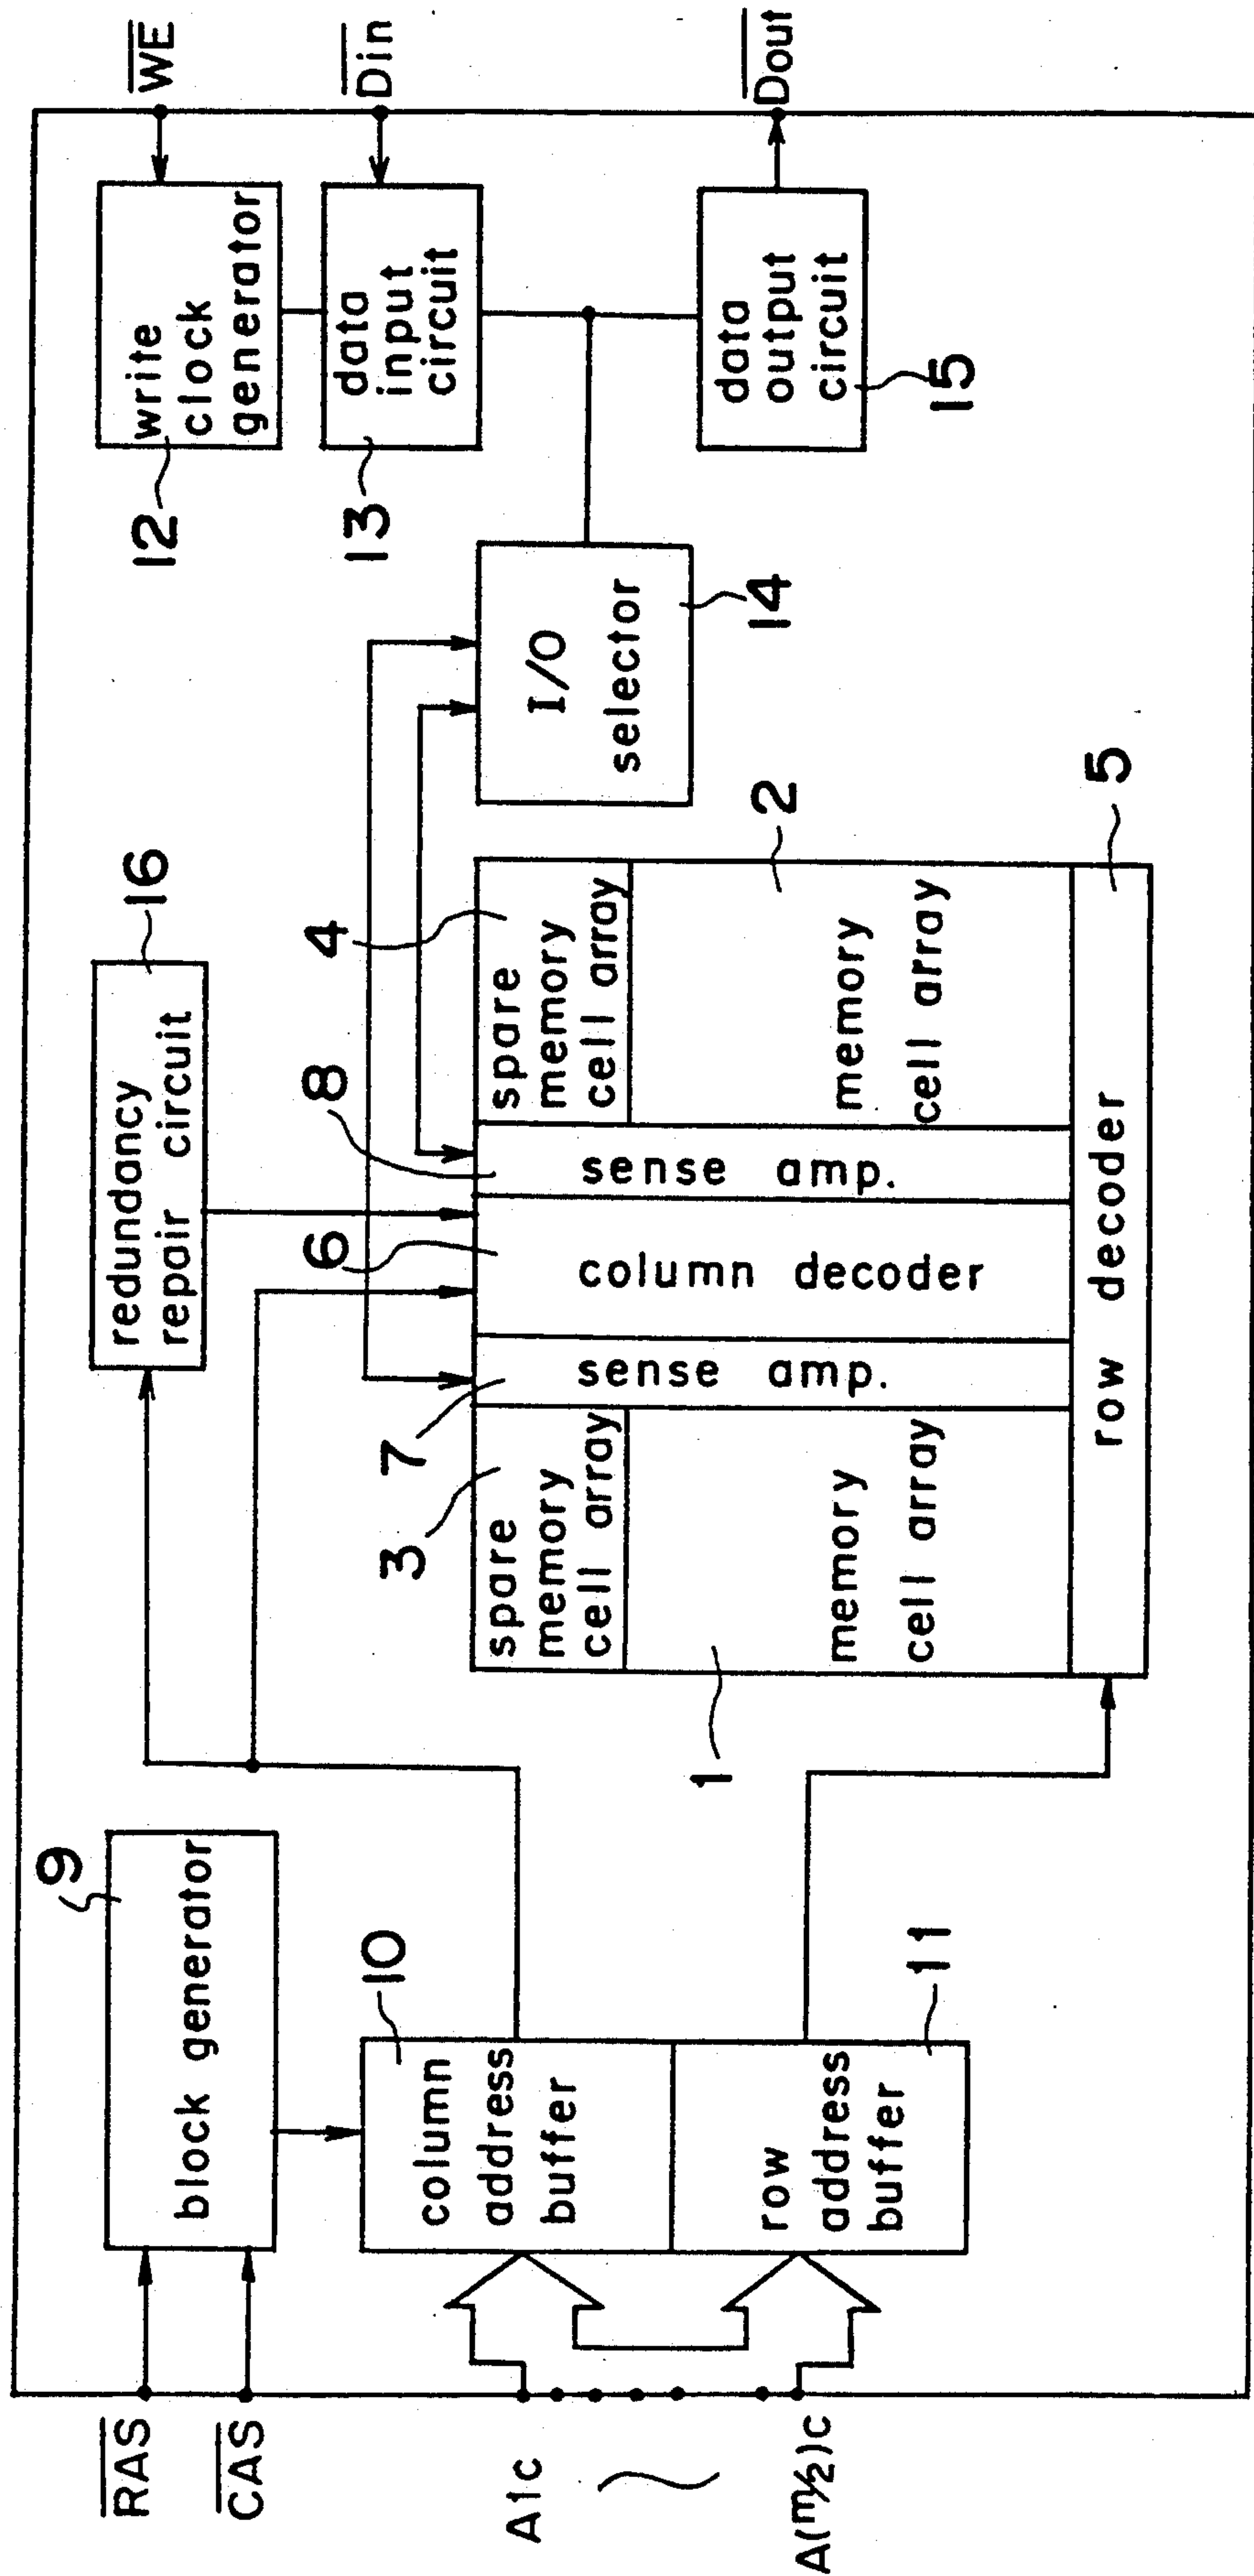 RAS
CAS
A1c
A(m/2)c
9
block generator
10
column
address
buffer
row
address
buffer
11
redundancy
repair circuit
16
3
7
6
8
4
spare
memory
cell array
sense amp.
column decoder
sense amp.
spare
memory
cell array
1
memory
cell array
2
memory
cell array
row decoder
5
I/O
selector
14
12
write
clock
generator
WE
13
data
input
circuit
Din
data
output
circuit
15
Dout